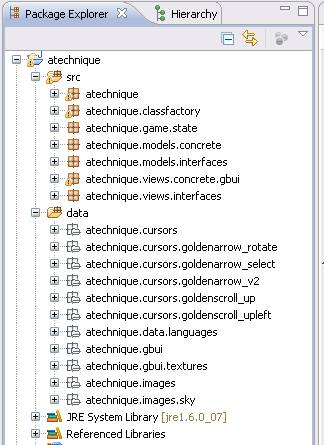 Package Explorer
Hierarchy
atechnique
src
atechnique
atechnique.classfactory
atechnique.game.state
atechnique.models.concrete
atechnique.models.interfaces
atechnique.views.concrete.gbui
atechnique.views.interfaces
data
atechnique.cursors
atechnique.cursors.goldenarrow_rotate
atechnique.cursors.goldenarrow_select
atechnique.cursors.goldenarrow_v2
atechnique.cursors.goldenscroll_up
atechnique.cursors.goldscroll_upleft
atechnique.data.languages
atechnique.gbui
atechnique.gbui.textures
atechnique.images
atechnique.images.sky
JRE System Library [jre1.6.0_07]
Referenced Libraries